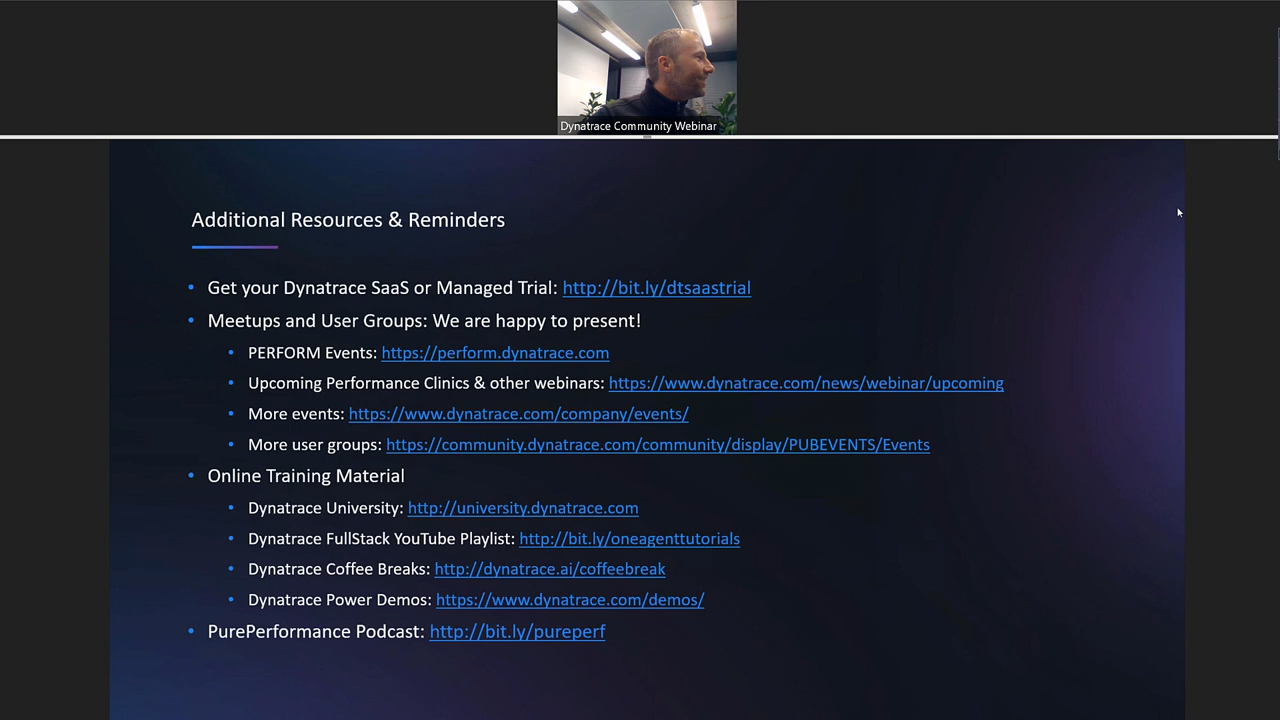 Dynatrace Community Webinar
Additional Resources & Reminders
• Get your Dynatrace SaaS or Managed Trial: http://bit.ly/dtsaastrial
• Meetups and User Groups: We are happy to present!
• PERFORM Events: https://perform.dynatrace.com
• Upcoming Performance Clinics & other webinars: https://www.dynatrace.com/news/webinar/upcoming
• More events: https://www.dynatrace.com/company/events/
• More user groups: https://community.dynatrace.com/community/display/PUBEVENTS/Events
• Online Training Material
• Dynatrace University: http://university.dynatrace.com
• Dynatrace FullStack YouTube Playlist: http://bit.ly/oneagenttutorials
• Dynatrace Coffee Breaks: http://dynatrace.ai/coffeebreak
• Dynatrace Power Demos: https://www.dynatrace.com/demos/
• PurePerformance Podcast: http://bit.ly/pureperf